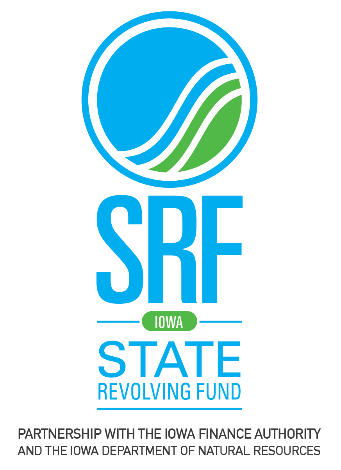 SRF
IOWA
STATE
REVOLVING FUND
PARTNERSHIP WITH THE IOWA FINANCE AUTHORITY
AND THE IOWA DEPARTMENT OF NATURAL RESOURCES